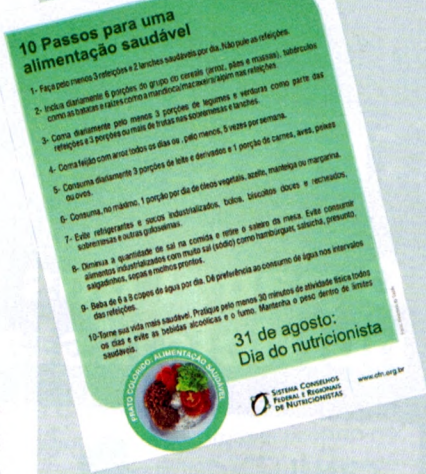 10 Passos para uma
alimentação saudável
1- Faça pelo menos 3 refeições e 2 lanches saudáveis por dia. Não pule as refeições.
2- Inclua diariamente 6 porções do grupo do cereais (arroz, pães e massas), tubérculos
como as batatas e raízes como a mandioca/macaxeira/aipim nas refeições.
3- Coma diariamente pelo menos 3 porções de legumes e verduras como parte das
refeições e 3 porções ou mais de frutas nas sobremesas e lanches.
4- Coma feijão com arroz todos os dias ou, pelo menos, 5 vezes por semana.
5- Consuma diariamente 3 porções de leite e derivados e 1 porção de carnes, aves, peixes
ou ovos.
6- Consuma, no máximo, 1 porção por dia de óleos vegetais, azeite, manteiga ou margarina.
7- Evite refrigerantes e sucos industrializados, bolos, biscoitos doces e recheados,
sobremesas e outras guloseimas.
8- Diminua a quantidade de sal na comida e retire o saleiro da mesa. Evite consumir
alimentos industrializados com muito sal (sódio) como hambúrguer, salsicha, presunto,
salgadinhos, sopas e molhos prontos.
9- Beba de 6 a 8 copos de água por dia. Dê preferência ao consumo de água nos intervalos
das refeições.
10-Torne sua vida mais saudável. Pratique pelo menos 30 minutos de atividade física todos
os dias e evite as bebidas alcoólicas e o fumo. Mantenha o peso dentro de limites
saudáveis.
31 de agosto:
Dia do nutricionista
PRATO COLORIDO: ALIMENTAÇÃO SAUDÁVEL
SISTEMA CONSELHOS
FEDERAL E REGIONAIS
DE NUTRICIONISTAS
www.cfn.org.br